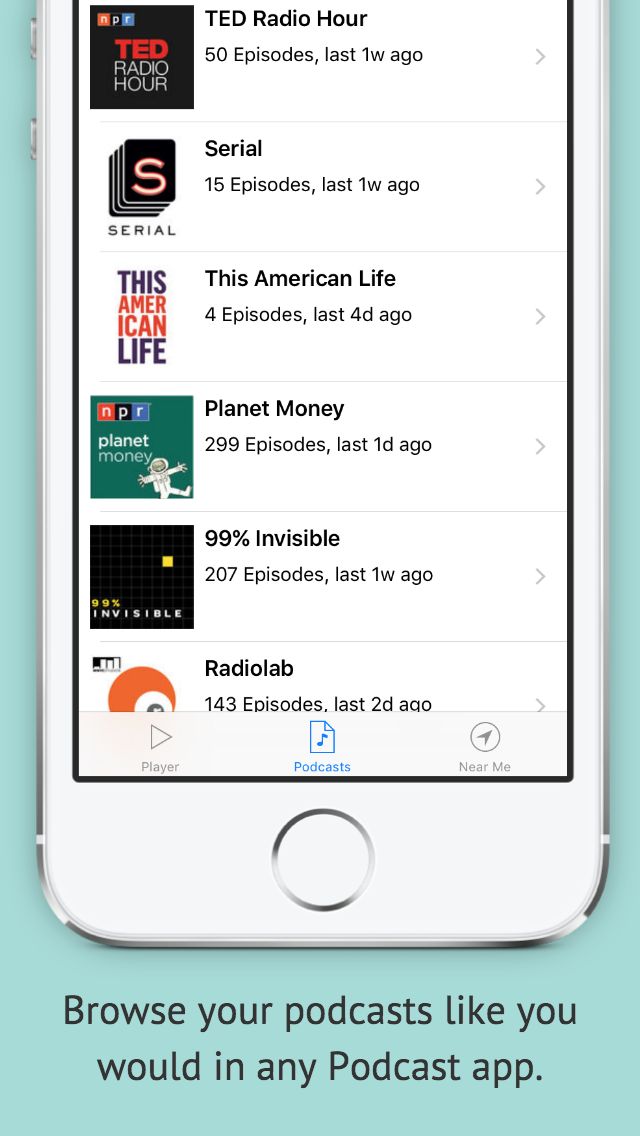 npr
TED Radio Hour
TED
RADIO
HOUR
50 Episodes, last 1w ago
Serial
S
15 Episodes, last 1w ago
SERIAL
This American Life
THIS
AMER
ICAN
LIFE
4 Episodes, last 4d ago
Planet Money
npr
planet
money
299 Episodes, last 1d ago
99% Invisible
207 Episodes, last 1w ago
99%
INVISIBLE
Radiolab
143 Episodes, last 2d ago
Player
Podcasts
Near Me
Browse your podcasts like you
would in any Podcast app.